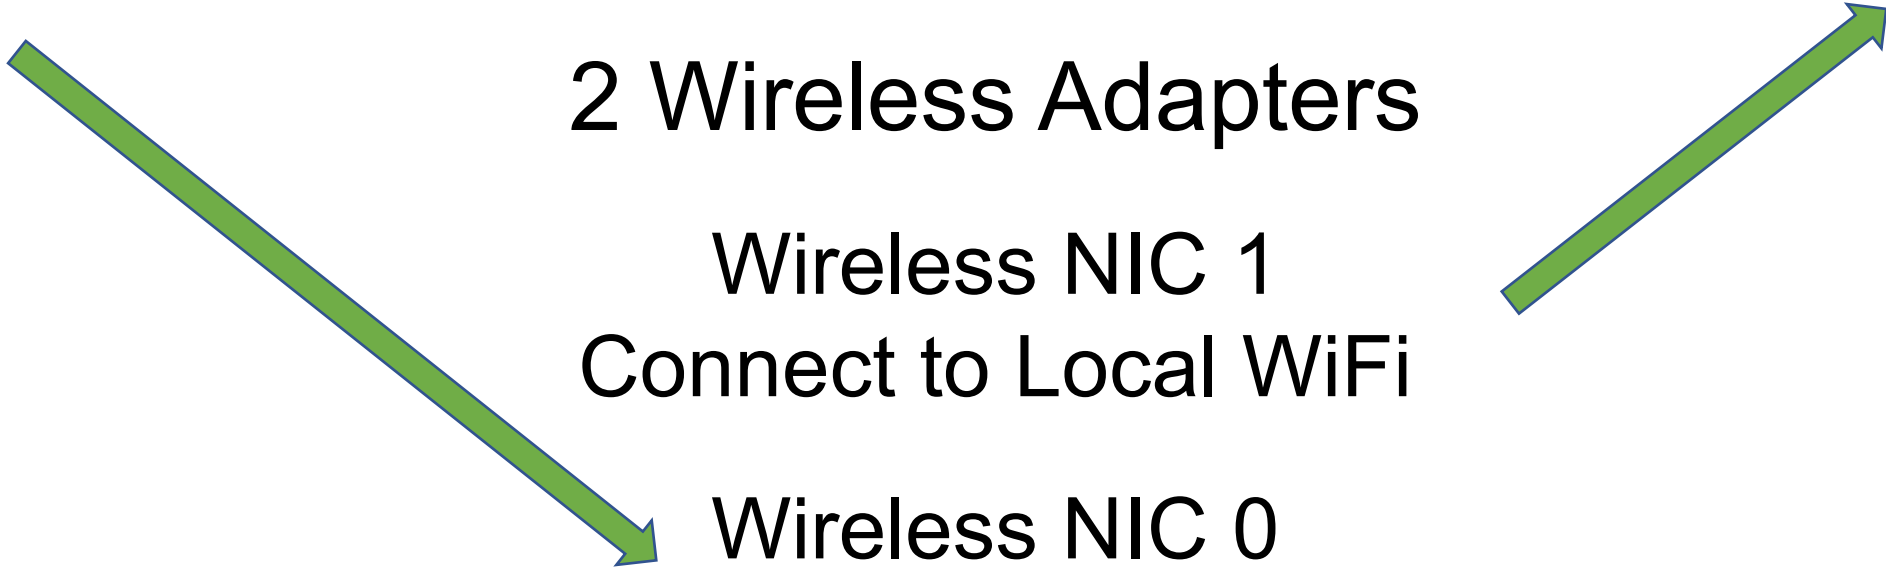 2 Wireless Adapters
Wireless NIC 1
Connect to Local WiFi
Wireless NIC 0